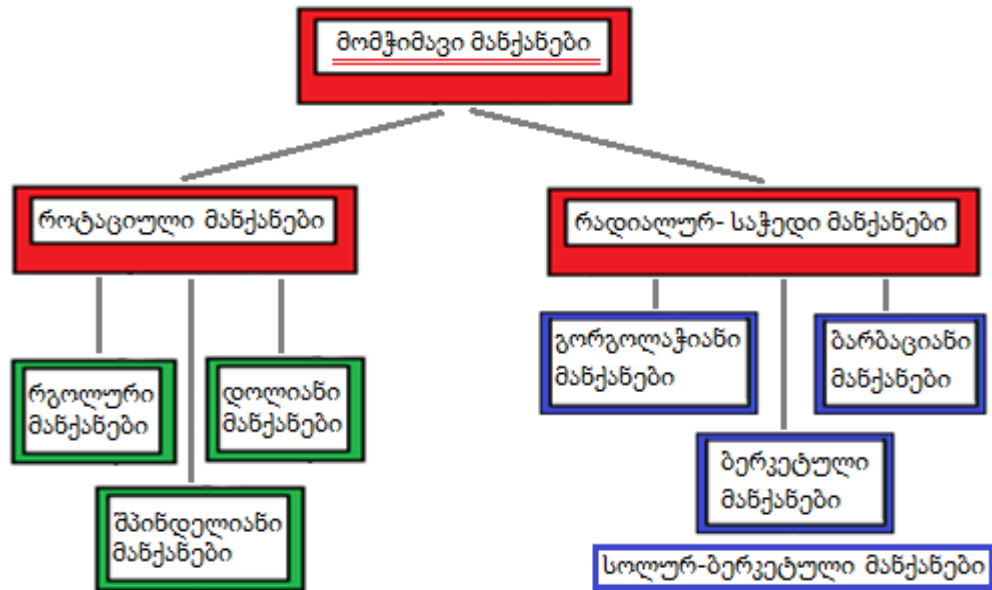 მომჭიმავი მანქანები
როტაციული მანქანები
რადიალურ- საჭედი მანქანები
რგოლური
მანქანები
დოლიანი
მანქანები
შპინდელიანი
მანქანები
გორგოლაჭიანი
მანქანები
ბარბაციანი
მანქანები
ბერკეტული
მანქანები
სოლურ-ბერკეტული მანქანები